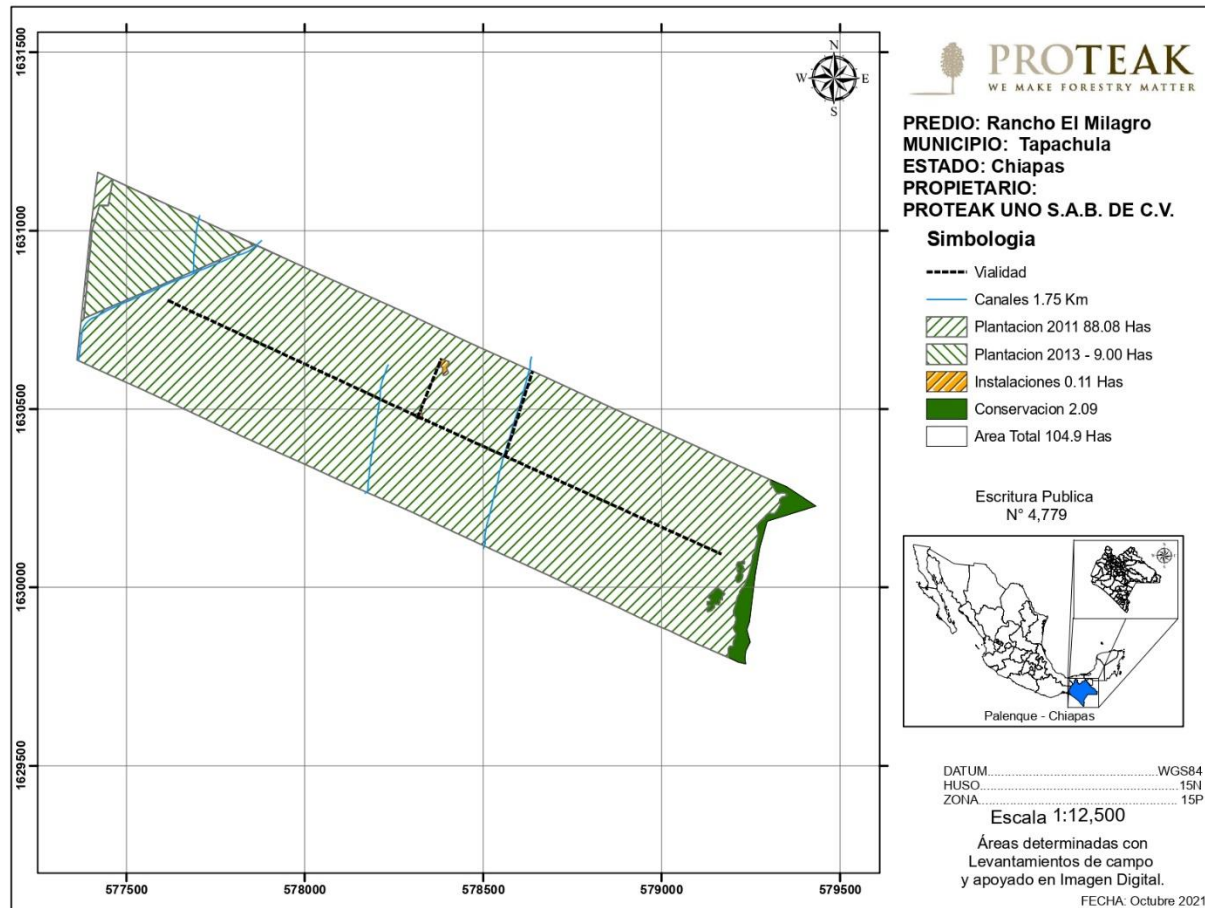 PROTEAK
WE MAKE FORESTRY MATTER
PREDIO: Rancho El Milagro
MUNICIPIO: Tapachula
ESTADO: Chiapas
PROPIETARIO:
PROTEAK UNO S.A.B. DE C.V.
Simbologia
Vialidad
Canales 1.75 Km
Plantacion 2011 88.08 Has
Plantacion 2013 - 9.00 Has
Instalaciones 0.11 Has
Conservacion 2.09
Area Total 104.9 Has
Escritura Publica
N° 4,779
Palenque - Chiapas
DATUM WGS84
HUSO 15N
ZONA 15P
Escala 1:12,500
Áreas determinadas con
Levantamientos de campo
y apoyado en Imagen Digital.
FECHA: Octubre 2021
N
W E
S
1631500
1631000
1630500
1630000
1629500
577500 578000 578500 579000 579500